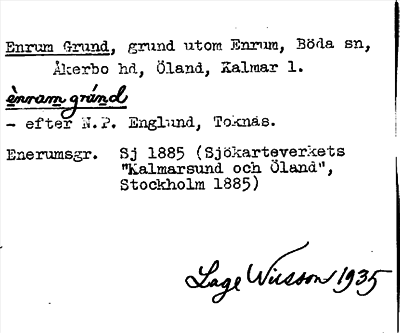 Enrum Grund, grund utom Enrum, Böda sn,
Åkerbo hd, Öland, Kalmar l.
ènram grúnd
- efter N.P. Englund, Toknäs.
Enerumsgr. Sj 1885 (Sjökarteverkets
"Kalmarsund och Öland",
Stockholm 1885)
Lage Nilsson 1935